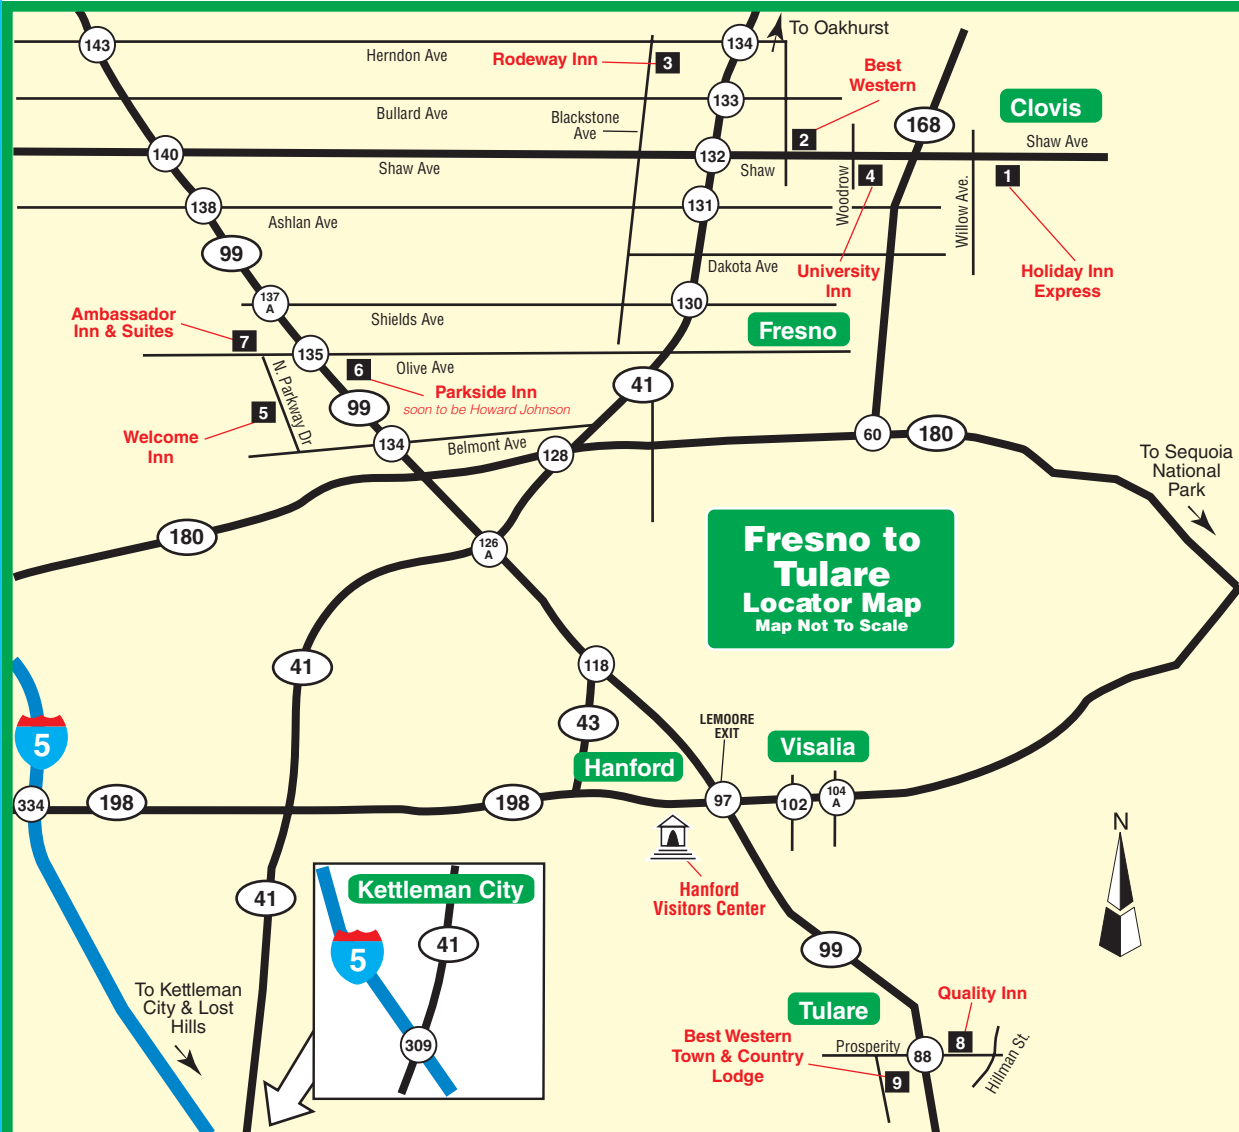 143
134
To Oakhurst
Herndon Ave
Rodeway Inn
3
Best
Western
133
Bullard Ave
Blackstone
Ave
168
Clovis
2
140
Shaw Ave
132
Shaw
Shaw Ave
Woodrow
4
Willow Ave.
1
138
Ashlan Ave
131
99
Dakota Ave
University
Inn
Holiday Inn
Express
137
A
Shields Ave
130
Fresno
Ambassador
Inn & Suites
7
135
6
Olive Ave
N. Parkway Dr
5
99
Parkside Inn
soon to be Howard Johnson
41
Welcome
Inn
134
Belmont Ave
128
60
180
To Sequoia
National
Park
180
126
A
Fresno to
Tulare
Locator Map
Map Not To Scale
41
118
43
LEMOORE
EXIT
5
Hanford
Visalia
334
198
198
97
102
104
A
N
Hanford
Visitors Center
41
Kettleman City
41
5
309
99
To Kettleman
City & Lost
Hills
Tulare
Quality Inn
Best Western
Town & Country
Lodge
Prosperity
88
8
Hillman St.
9